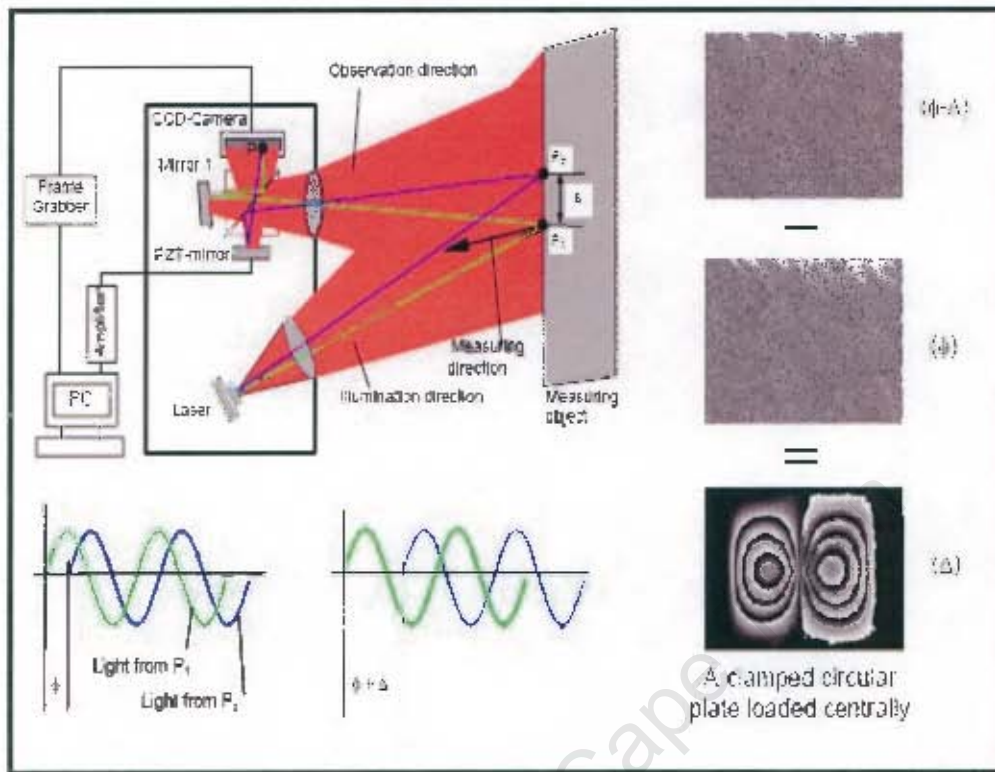 Observation direction
CCD-Camera
Mirror 1
Frame
Grabber
PZT-mirror
Amplifier
PC
Laser
Measuring
direction
Illumination direction
Measuring
object
P₂
P₁
(ϕ)
(Δ)
Light from P₁
Light from P₂
ϕ
ϕ + Δ
A clamped circular
plate loaded centrally
Cape